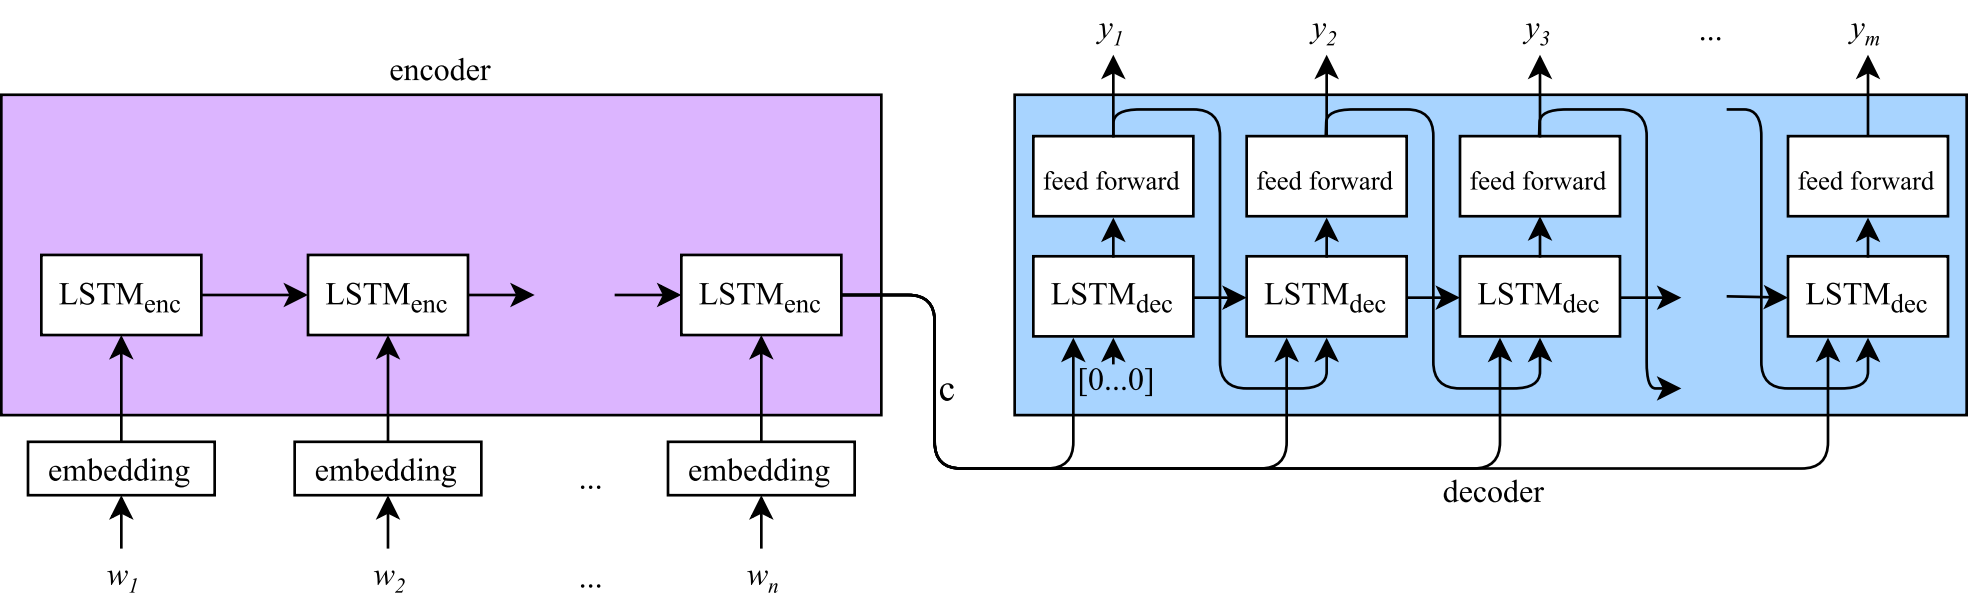 y1 y2 y3 ... ym
encoder
feed forward feed forward feed forward feed forward
LSTMenc LSTMenc LSTMenc LSTMdec LSTMdec LSTMdec LSTMdec
[0...0]
c
embedding embedding ... embedding
decoder
w1 w2 ... wn